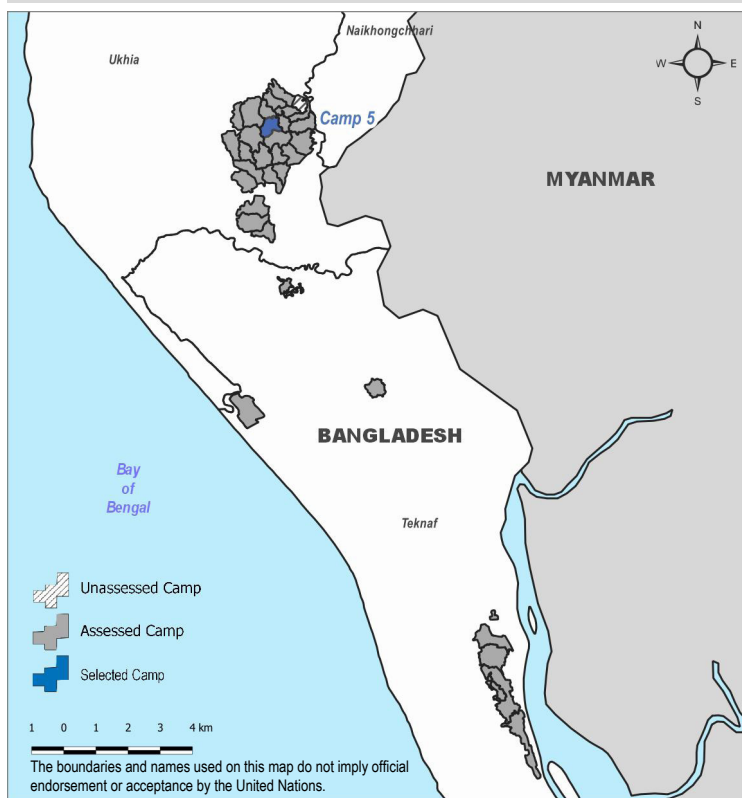 Naikhongchhari
N
Ukhia
W
E
S
Camp 5
MYANMAR
BANGLADESH
Bay
of
Bengal
Teknaf
Unassessed Camp
Assessed Camp
Selected Camp
1 0 1 2 3 4 km
The boundaries and names used on this map do not imply official
endorsement or acceptance by the United Nations.